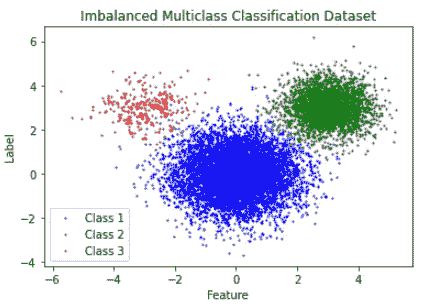 Imbalanced Multiclass Classification Dataset
Label
6
4
2
0
−2
−4
Class 1
Class 2
Class 3
−6
−4
−2
0
2
4
Feature